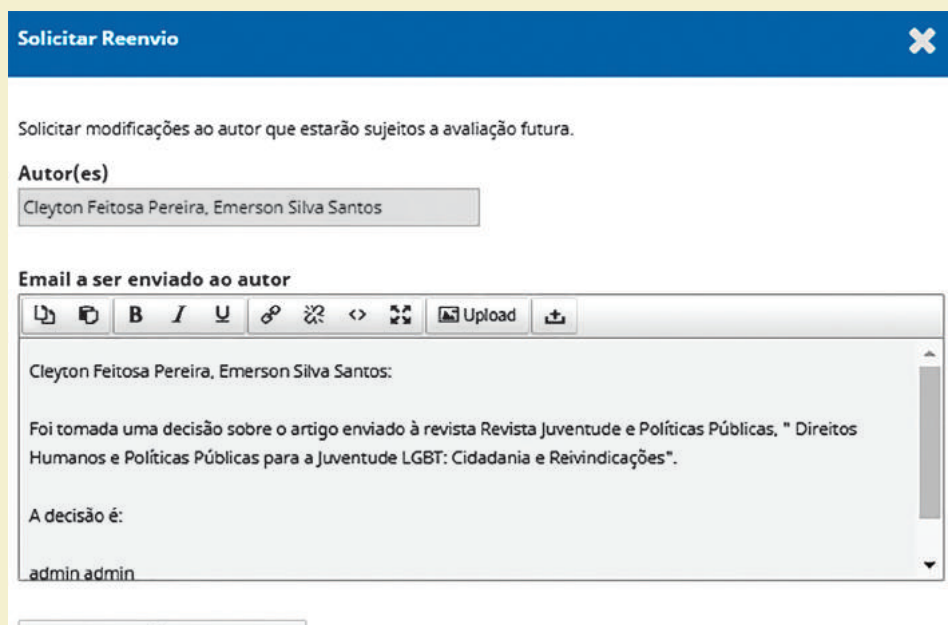 Solicitar Reenvio
Solicitar modificações ao autor que estarão sujeitos a avaliação futura.
Autor(es)
Cleyton Feitosa Pereira, Emerson Silva Santos
Email a ser enviado ao autor
B I U Upload
Cleyton Feitosa Pereira, Emerson Silva Santos:
Foi tomada uma decisão sobre o artigo enviado à revista Revista Juventude e Políticas Públicas, " Direitos
Humanos e Políticas Públicas para a Juventude LGBT: Cidadania e Reivindicações".
A decisão é:
admin admin